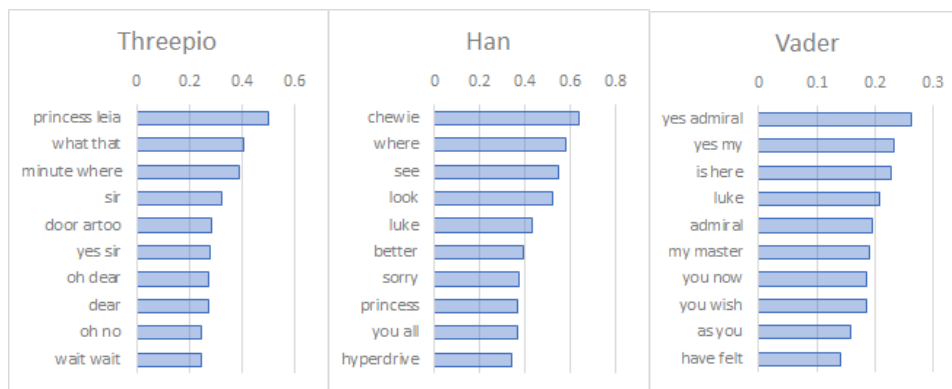 Threepio
0 0.2 0.4 0.6
princess leia
what that
minute where
sir
door artoo
yes sir
oh dear
dear
oh no
wait wait
Han
0 0.2 0.4 0.6 0.8
chewie
where
see
look
luke
better
sorry
princess
you all
hyperdrive
Vader
0 0.1 0.2 0.3
yes admiral
yes my
is here
luke
admiral
my master
you now
you wish
as you
have felt